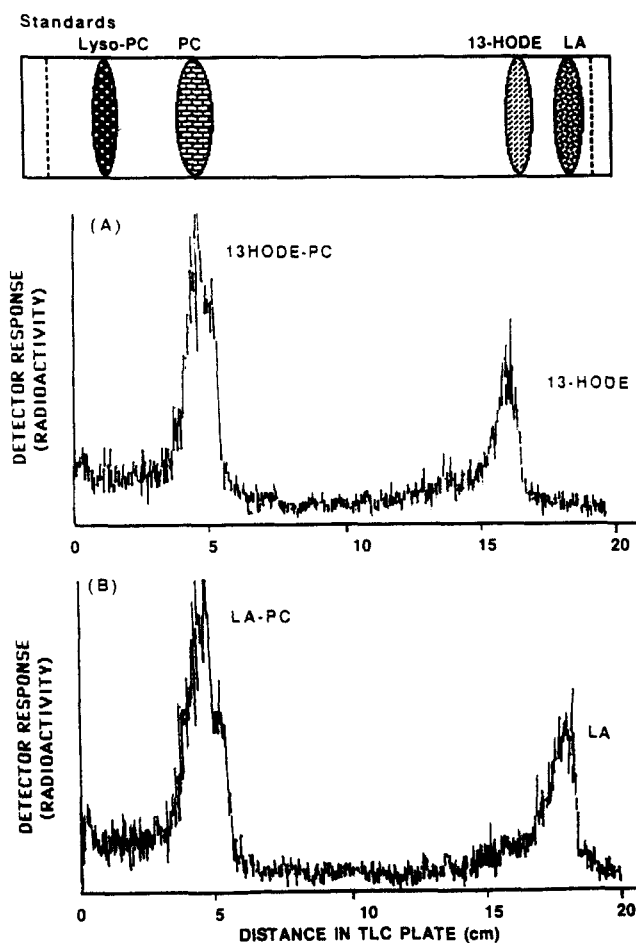 Standards
Lyso-PC PC 13-HODE LA
(A)
13HODE-PC
13-HODE
DETECTOR RESPONSE
(RADIOACTIVITY)
0 5 10 15 20
(B)
LA-PC
LA
DETECTOR RESPONSE
(RADIOACTIVITY)
0 5 10 15 20
DISTANCE IN TLC PLATE (cm)